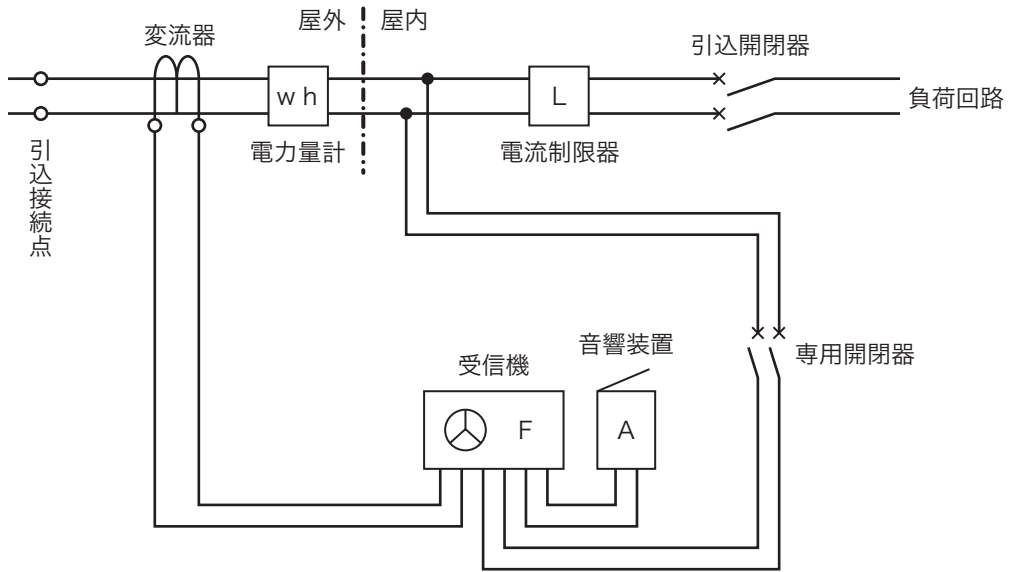 屋外
屋内
変流器
引込開閉器
w h
L
負荷回路
電力量計
電流制限器
引込接続点
音響装置
専用開閉器
受信機
F
A